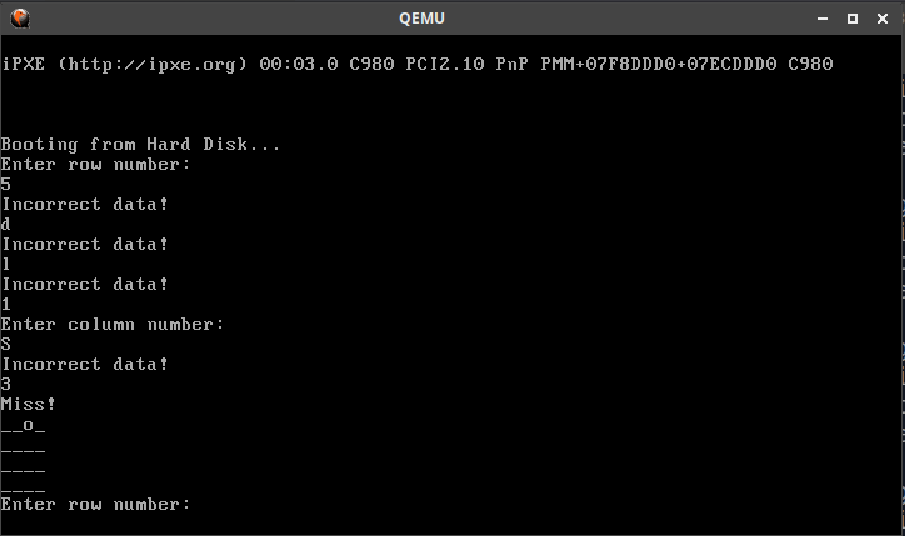 QEMU
iPXE (http://ipxe.org) 00:03.0 C980 PCI2.10 PnP PMM+07F8DDD0+07ECDDD0 C980
Booting from Hard Disk...
Enter row number:
5
Incorrect data!
d
Incorrect data!
l
Incorrect data!
1
Enter column number:
S
Incorrect data!
3
Miss!
__o_
____
____
____
Enter row number: